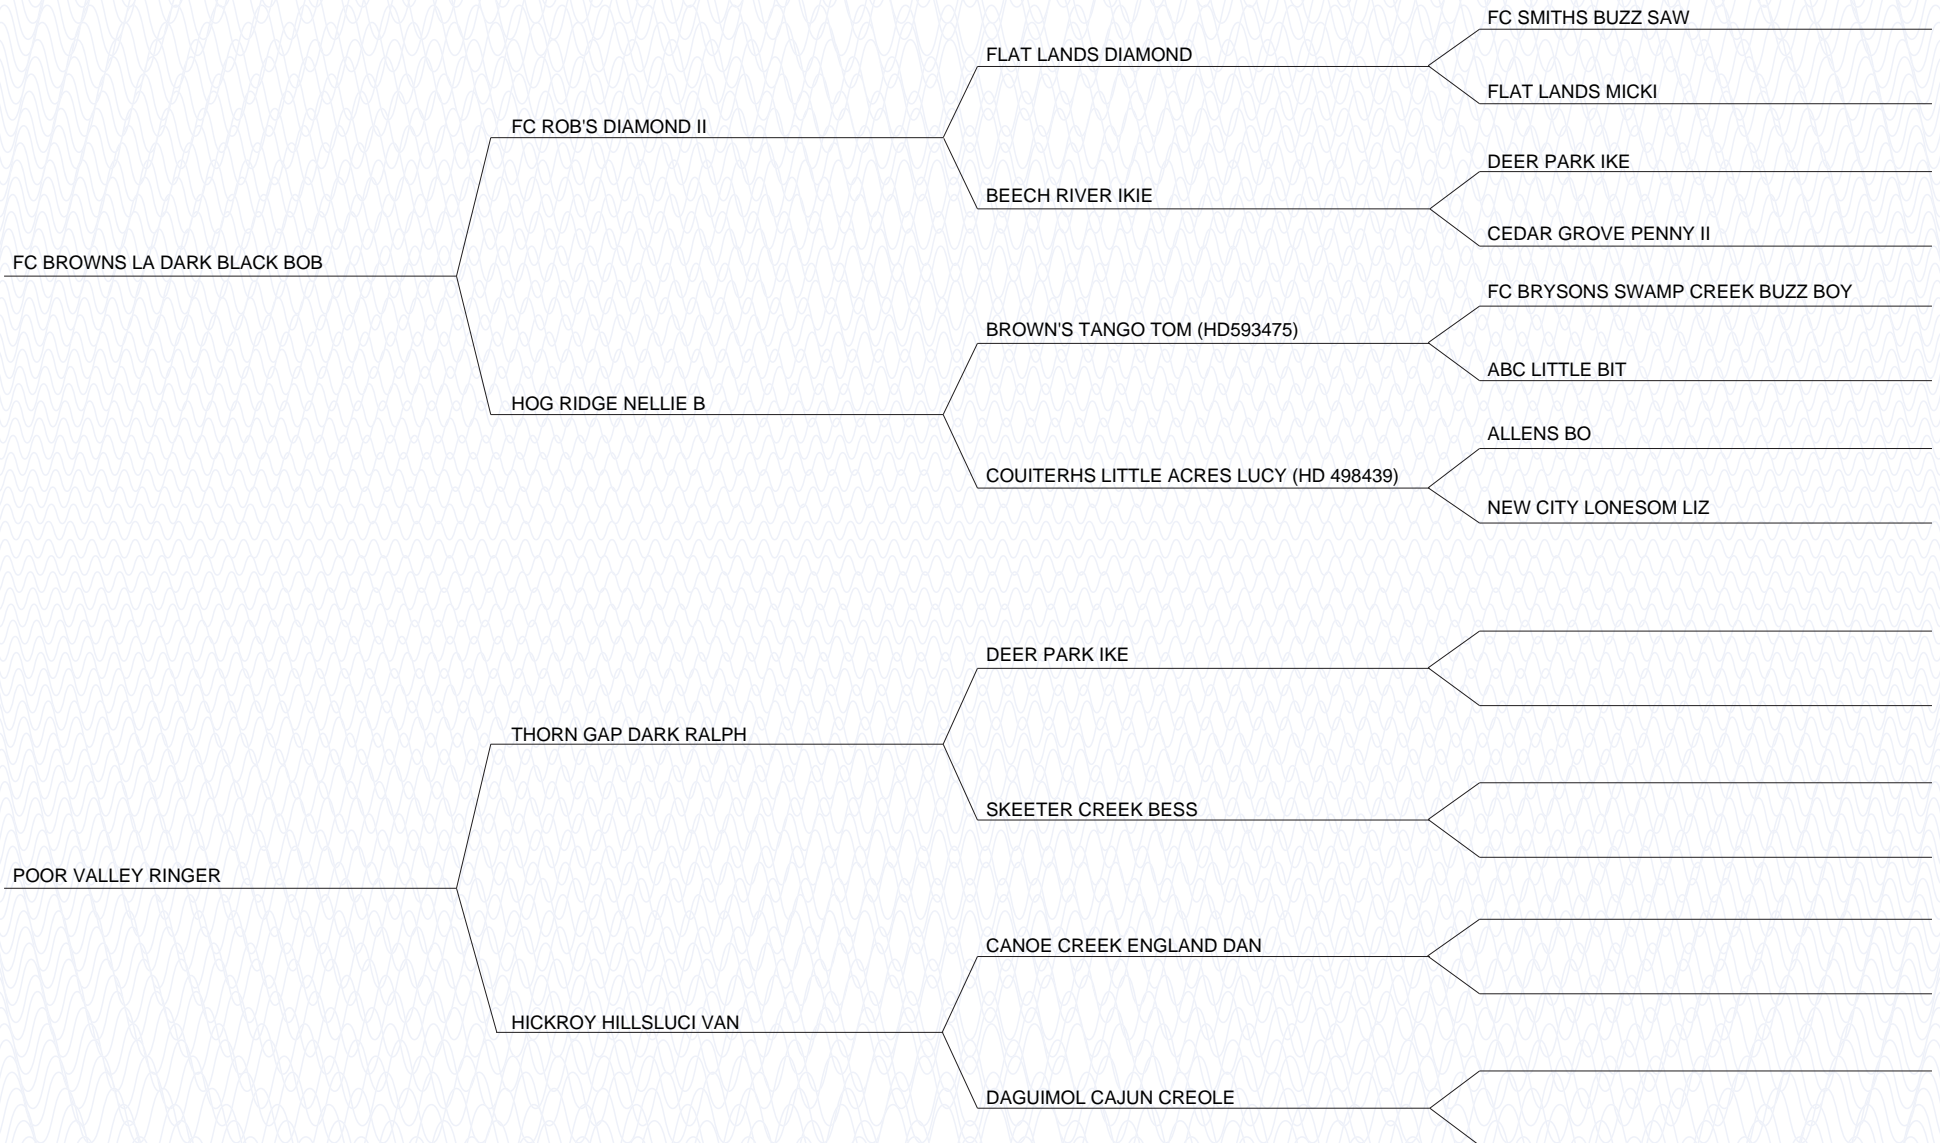 FC SMITHS BUZZ SAW
FLAT LANDS DIAMOND
FLAT LANDS MICKI
FC ROB'S DIAMOND II
DEER PARK IKE
BEECH RIVER IKIE
CEDAR GROVE PENNY II
FC BROWNS LA DARK BLACK BOB
FC BRYSONS SWAMP CREEK BUZZ BOY
BROWN'S TANGO TOM (HD593475)
ABC LITTLE BIT
HOG RIDGE NELLIE B
ALLENS BO
COUITERHS LITTLE ACRES LUCY (HD 498439)
NEW CITY LONESOM LIZ
DEER PARK IKE
THORN GAP DARK RALPH
SKEETER CREEK BESS
POOR VALLEY RINGER
CANOE CREEK ENGLAND DAN
HICKROY HILLSLUCI VAN
DAGUIMOL CAJUN CREOLE